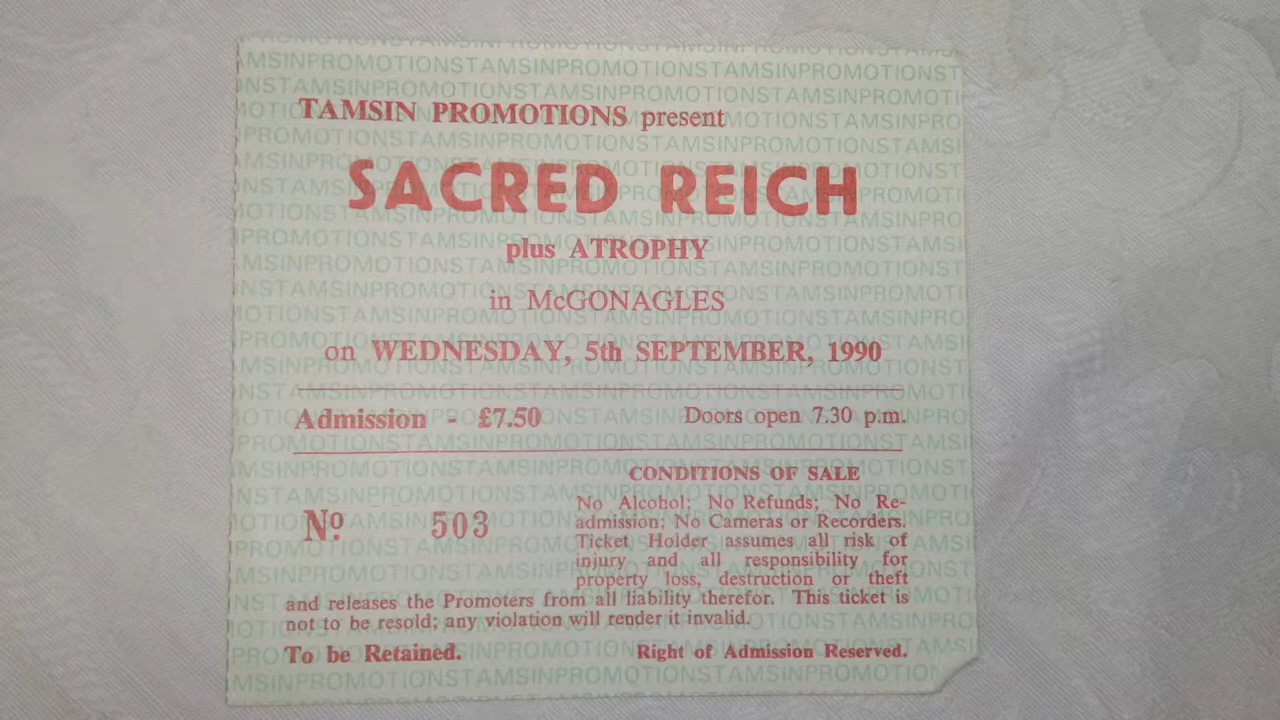 TAMSIN PROMOTIONS present
SACRED REICH
plus ATROPHY
in McGONAGLES
on WEDNESDAY, 5th SEPTEMBER, 1990
Admission - £7.50 Doors open 7.30 p.m.
CONDITIONS OF SALE
No Alcohol; No Refunds; No Re-
admission; No Cameras or Recorders.
Ticket Holder assumes all risk of
injury and all responsibility for
property loss, destruction or theft
and releases the Promoters from all liability therefor. This ticket is
not to be resold; any violation will render it invalid.
Nº 503
To be Retained. Right of Admission Reserved.